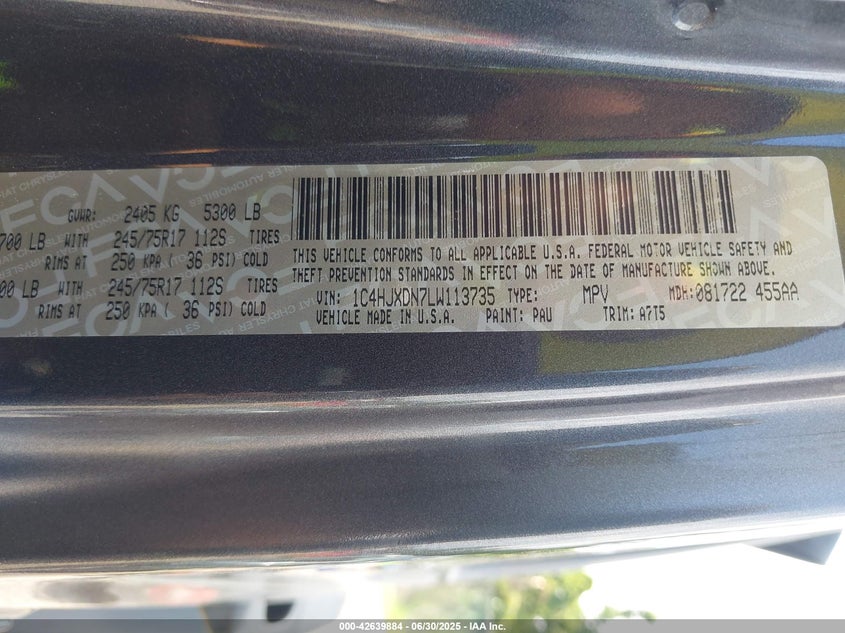 GVWR: 2405 KG 5300 LB
700 LB WITH 245/75R17 112S TIRES
RIMS AT 250 KPA ( 36 PSI) COLD
00 LB WITH 245/75R17 112S TIRES
RIMS AT 250 KPA ( 36 PSI) COLD
THIS VEHICLE CONFORMS TO ALL APPLICABLE U.S.A. FEDERAL MOTOR VEHICLE SAFETY AND
THEFT PREVENTION STANDARDS IN EFFECT ON THE DATE OF MANUFACTURE SHOWN ABOVE.
VIN: 1C4HJXDN7LW113735 TYPE: MPV MDH: 081722 455AA
VEHICLE MADE IN U.S.A. PAINT: PAU TRIM: A7T5
000-42639884 - 06/30/2025 - IAA Inc.